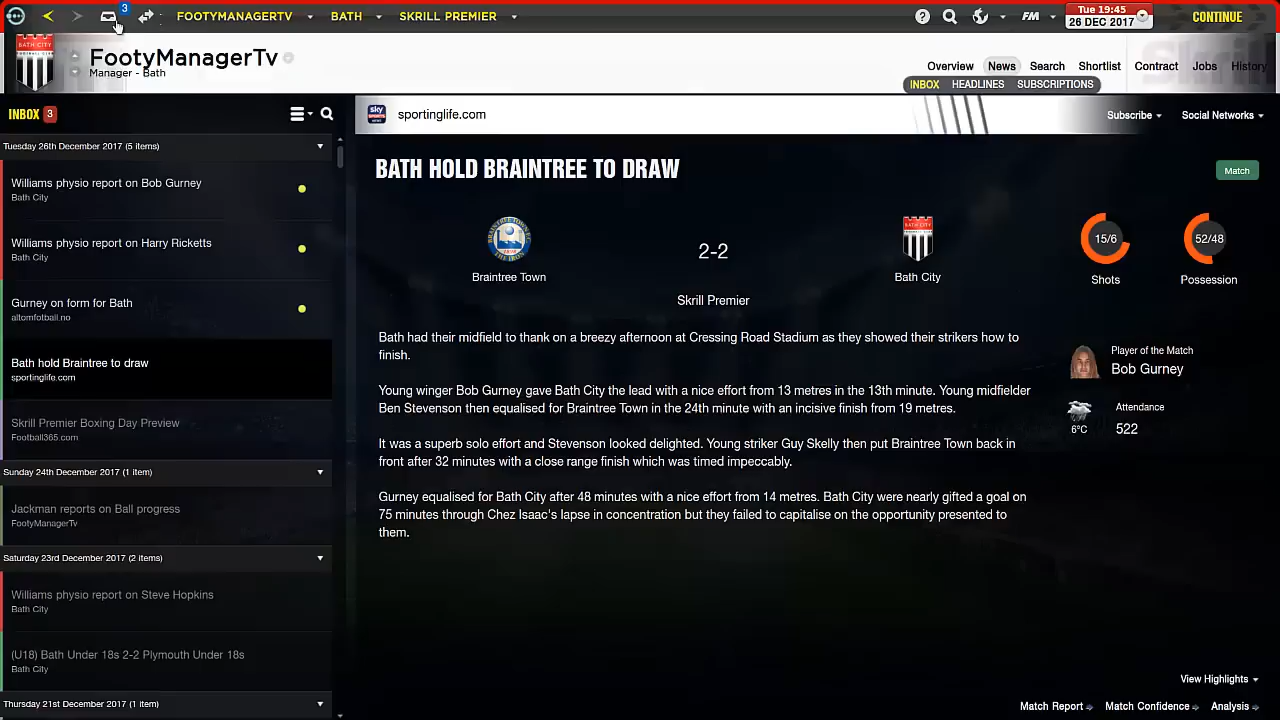 3
FOOTYMANAGERTV
BATH
SKRILL PREMIER
FM
Tue 19:45
26 DEC 2017
CONTINUE
BATH CITY
FootyManagerTv
Manager - Bath
Overview
News
Search
Shortlist
Contract
Jobs
History
INBOX
HEADLINES
SUBSCRIPTIONS
INBOX 3
Tuesday 26th December 2017 (5 items)
Williams physio report on Bob Gurney
Bath City
Williams physio report on Harry Ricketts
Bath City
Gurney on form for Bath
altomfotball.no
Bath hold Braintree to draw
sportinglife.com
Skrill Premier Boxing Day Preview
Football365.com
Sunday 24th December 2017 (1 item)
Jackman reports on Ball progress
FootyManagerTv
Saturday 23rd December 2017 (2 items)
Williams physio report on Steve Hopkins
Bath City
(U18) Bath Under 18s 2-2 Plymouth Under 18s
Bath City
Thursday 21st December 2017 (1 item)
sky SPORTS
sportinglife.com
Subscribe
Social Networks
BATH HOLD BRAINTREE TO DRAW
Match
BATH CITY
2-2
Braintree Town
Bath City
Skrill Premier
15/6
Shots
52/48
Possession
Bath had their midfield to thank on a breezy afternoon at Cressing Road Stadium as they showed their strikers how to
finish.
Young winger Bob Gurney gave Bath City the lead with a nice effort from 13 metres in the 13th minute. Young midfielder
Ben Stevenson then equalised for Braintree Town in the 24th minute with an incisive finish from 19 metres.
It was a superb solo effort and Stevenson looked delighted. Young striker Guy Skelly then put Braintree Town back in
front after 32 minutes with a close range finish which was timed impeccably.
Gurney equalised for Bath City after 48 minutes with a nice effort from 14 metres. Bath City were nearly gifted a goal on
75 minutes through Chez Isaac's lapse in concentration but they failed to capitalise on the opportunity presented to
them.
Player of the Match
Bob Gurney
Attendance
6°C
522
View Highlights
Match Report
Match Confidence
Analysis